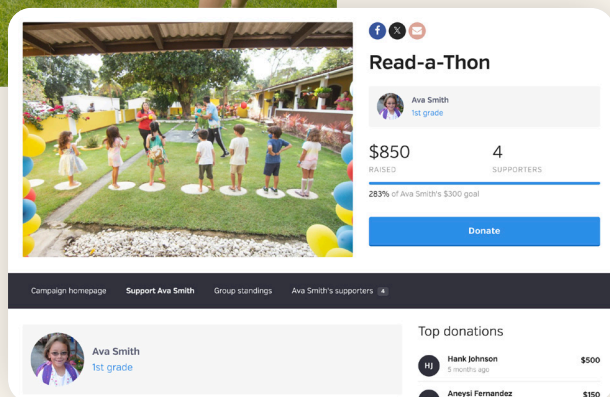 Read-a-Thon
Ava Smith
1st grade
$850
RAISED
4
SUPPORTERS
283% of Ava Smith's $300 goal
Donate
Campaign homepage
Support Ava Smith
Group standings
Ava Smith's supporters 4
Ava Smith
1st grade
Top donations
HJ
Hank Johnson
5 months ago
$500
Aneysi Fernandez
$150